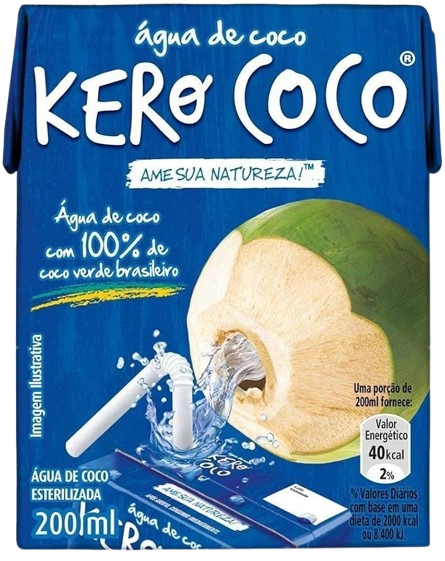 água de coco
KERO COCO®
AME SUA NATUREZA!™
Água de coco
com 100% de
coco verde brasileiro
Imagem Ilustrativa
Uma porção de
200ml fornece:
Valor
Energético
40kcal
2%
% Valores Diários
com base em uma
dieta de 2000 kcal
ou 8.400 kJ.
ÁGUA DE COCO
ESTERILIZADA
200ml
KERO
COCO
AME SUA NATUREZA!
água de coco